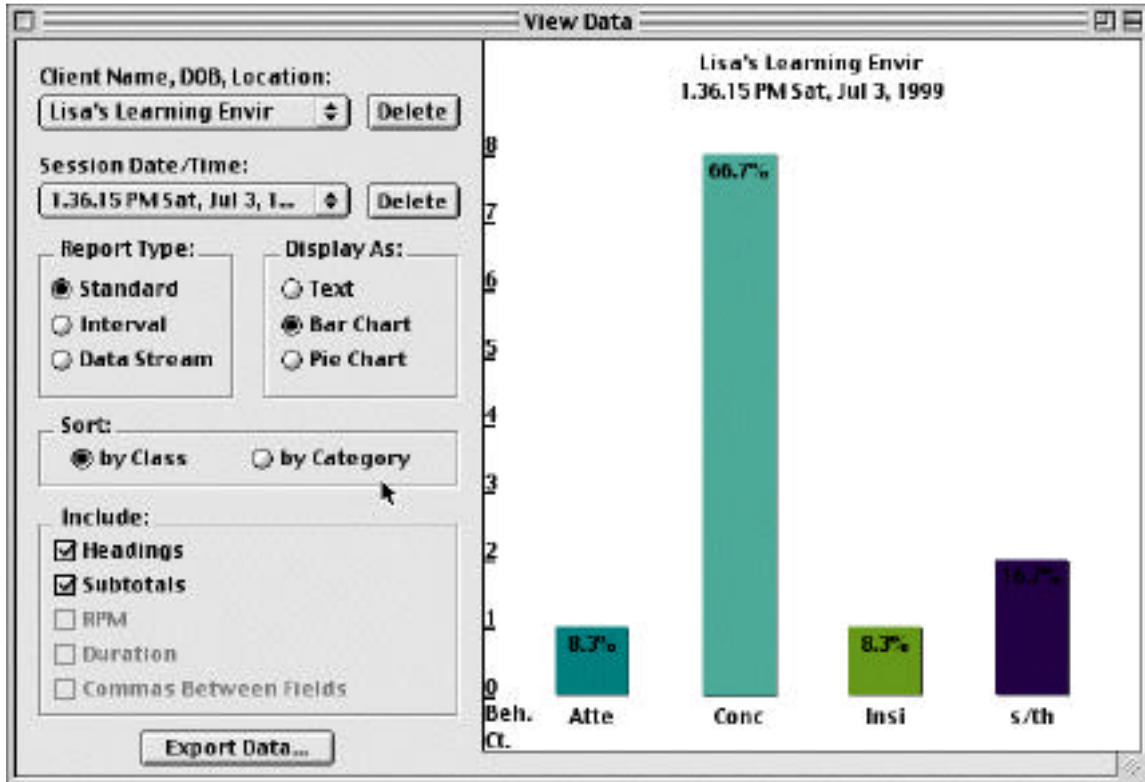 View Data
Client Name, DOB, Location:
Lisa's Learning Envir
Delete
Session Date/Time:
1.36.15 PM Sat, Jul 3, 1...
Delete
Report Type:
Standard
Interval
Data Stream
Display As:
Text
Bar Chart
Pie Chart
Sort:
by Class
by Category
Include:
Headings
Subtotals
RPM
Duration
Commas Between Fields
Export Data...
Lisa's Learning Envir
1.36.15 PM Sat, Jul 3, 1999
8
7
6
5
4
3
2
1
0
66.7%
8.3%
8.3%
16.7%
Beh. Ct.
Atte
Conc
Insi
s/th